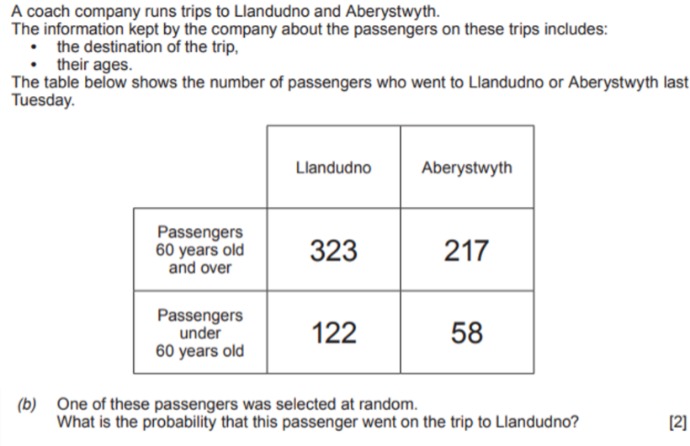 A coach company runs trips to Llandudno and Aberystwyth.
The information kept by the company about the passengers on these trips includes:
• the destination of the trip,
• their ages.
The table below shows the number of passengers who went to Llandudno or Aberystwyth last
Tuesday.
Llandudno Aberystwyth
Passengers
60 years old
and over
323 217
Passengers
under
60 years old
122 58
(b) One of these passengers was selected at random.
What is the probability that this passenger went on the trip to Llandudno? [2]